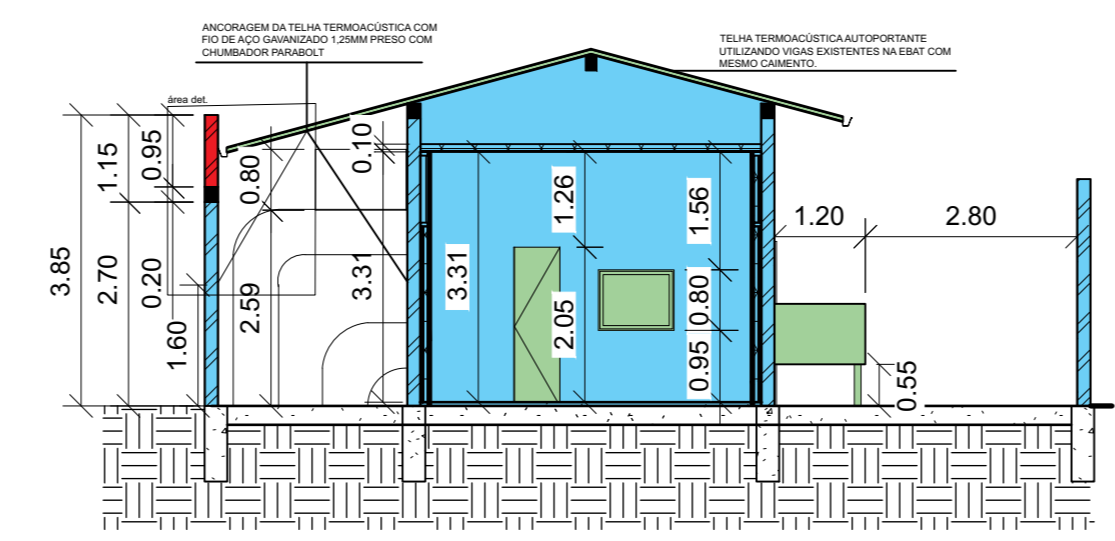 ANCORAGEM DA TELHA TERMOACÚSTICA COM
FIO DE AÇO GAVANIZADO 1,25MM PRESO COM
CHUMBADOR PARABOLT
TELHA TERMOACÚSTICA AUTOPORTANTE
UTILIZANDO VIGAS EXISTENTES NA EBAT COM
MESMO CAIMENTO.
área det.
3.85
1.15
2.70
0.95
0.20
1.60
0.80
2.59
0.10
3.31
3.31
1.26
2.05
1.56
0.80
0.95
1.20
2.80
0.55